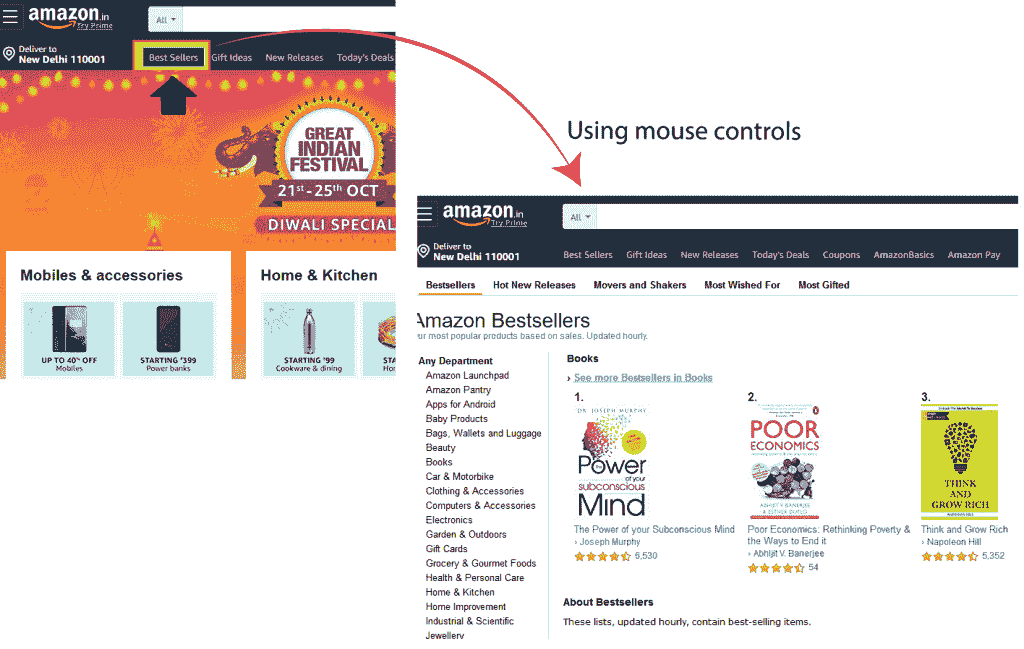 amazon.in
Try Prime
All
Deliver to
New Delhi 110001
Best Sellers
Gift Ideas
New Releases
Today's Deals
GREAT
INDIAN
FESTIVAL
21st-25th OCT
DIWALI SPECIAL
Mobiles & accessories
UP TO 40% OFF
Mobiles
STARTING ₹399
Power banks
Home & Kitchen
STARTING ₹99
Cookware & dining
STA
Hor
Using mouse controls
amazon.in
Try Prime
All
Deliver to
New Delhi 110001
Best Sellers
Gift Ideas
New Releases
Today's Deals
Coupons
AmazonBasics
Amazon Pay
Bestsellers
Hot New Releases
Movers and Shakers
Most Wished For
Most Gifted
Amazon Bestsellers
ur most popular products based on sales. Updated hourly.
Any Department
Amazon Launchpad
Amazon Pantry
Apps for Android
Baby Products
Bags, Wallets and Luggage
Beauty
Books
Car & Motorbike
Clothing & Accessories
Computers & Accessories
Electronics
Garden & Outdoors
Gift Cards
Grocery & Gourmet Foods
Health & Personal Care
Home & Kitchen
Home Improvement
Industrial & Scientific
Jewellery
Books
› See more Bestsellers in Books
1.
DR. JOSEPH MURPHY
The Power
of your
subconscious
Mind
The Power of your Subconscious Mind
› Joseph Murphy
6,530
2.
POOR
ECONOMICS
ABHIJIT V. BANERJEE
& ESTHER DUFLO
Poor Economics: Rethinking Poverty &
the Ways to End it
› Abhijit V. Banerjee
54
3.
THINK
AND
GROW RICH
Think and Grow Rich
› Napoleon Hill
5,352
About Bestsellers
These lists, updated hourly, contain best-selling items.